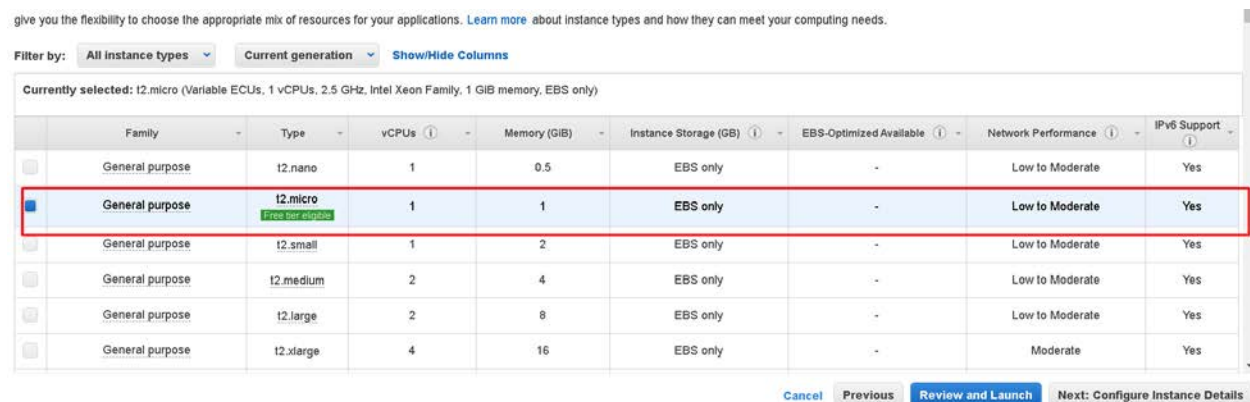 give you the flexibility to choose the appropriate mix of resources for your applications. Learn more about instance types and how they can meet your computing needs.
Filter by: All instance types Current generation Show/Hide Columns
Currently selected: t2.micro (Variable ECUs, 1 vCPUs, 2.5 GHz, Intel Xeon Family, 1 GiB memory, EBS only)
Family Type vCPUs Memory (GiB) Instance Storage (GB) EBS-Optimized Available Network Performance IPv6 Support
General purpose t2.nano 1 0.5 EBS only - Low to Moderate Yes
General purpose t2.micro 1 1 EBS only - Low to Moderate Yes
Free tier eligible
General purpose t2.small 1 2 EBS only - Low to Moderate Yes
General purpose t2.medium 2 4 EBS only - Low to Moderate Yes
General purpose t2.large 2 8 EBS only - Low to Moderate Yes
General purpose t2.xlarge 4 16 EBS only - Moderate Yes
Cancel Previous Review and Launch Next: Configure Instance Details